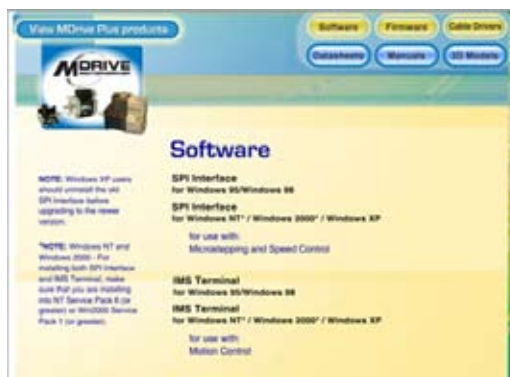 View MDrive Plus products
Software
Firmware
Cable Drivers
Datasheets
Manuals
3D Models
MDRIVE
Software
NOTE: Windows XP users
should uninstall the old
SPI Interface before
upgrading to the newer
version.
*NOTE: Windows NT and
Windows 2000 - For
installing both SPI Interface
and IMS Terminal, make
sure that you are installing
into NT Service Pack 6 (or
greater) or Win2000 Service
Pack 1 (or greater).
SPI Interface
for Windows 95/Windows 98
SPI Interface
for Windows NT* / Windows 2000* / Windows XP
for use with:
Microstepping and Speed Control
IMS Terminal
for Windows 95/Windows 98
IMS Terminal
for Windows NT* / Windows 2000* / Windows XP
for use with:
Motion Control